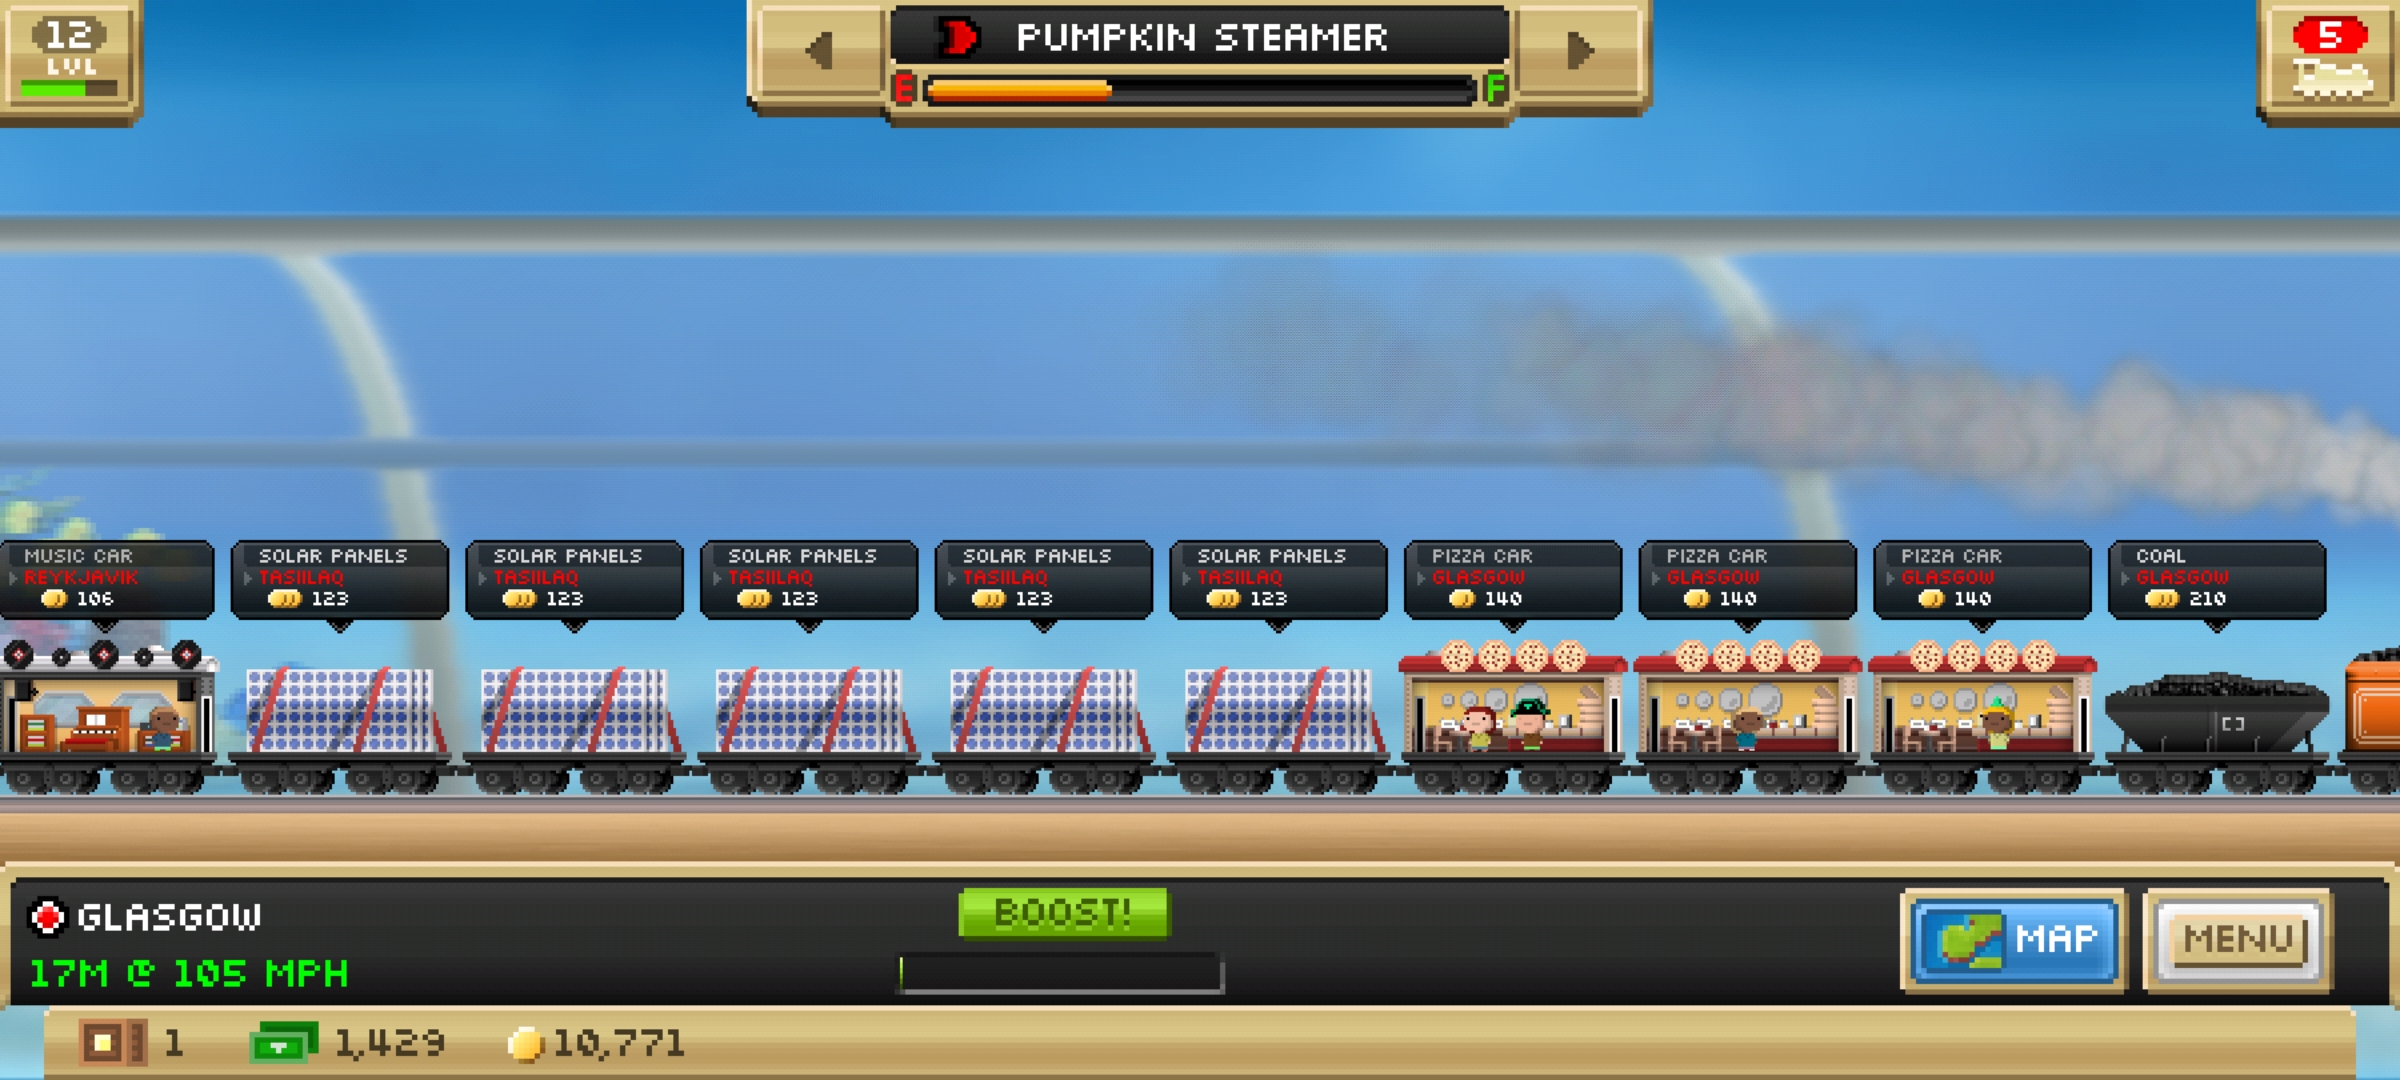 12
LVL
PUMPKIN STEAMER
E
F
5
MUSIC CAR
REYKJAVIK
106
SOLAR PANELS
TASIILAQ
123
SOLAR PANELS
TASIILAQ
123
SOLAR PANELS
TASIILAQ
123
SOLAR PANELS
TASIILAQ
123
SOLAR PANELS
TASIILAQ
123
PIZZA CAR
GLASGOW
140
PIZZA CAR
GLASGOW
140
PIZZA CAR
GLASGOW
140
COAL
GLASGOW
210
GLASGOW
17M @ 105 MPH
BOOST!
MAP
MENU
1
1,429
10,771